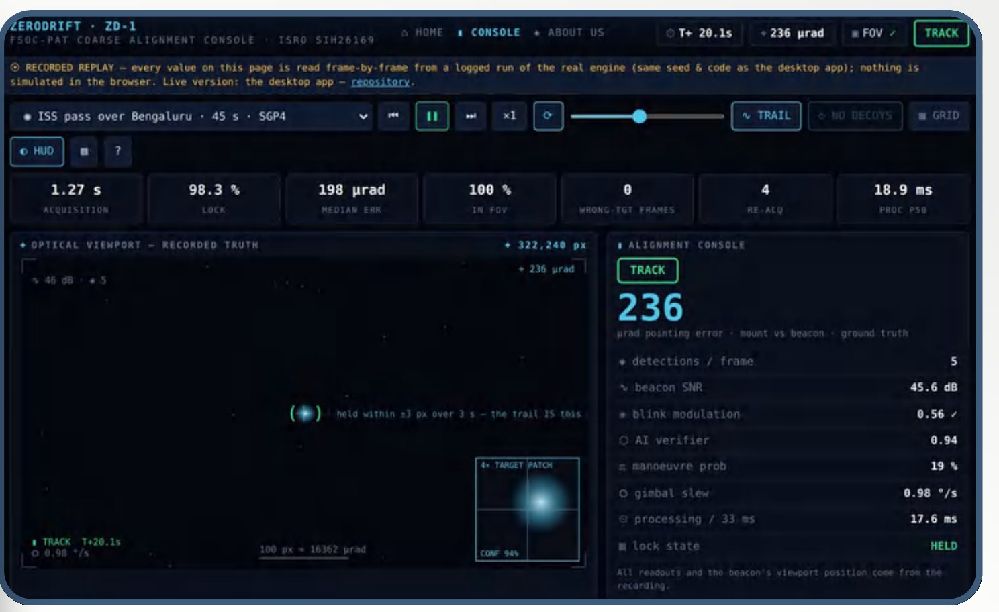 ZERODRIFT · ZD-1
FSOC-PAT COARSE ALIGNMENT CONSOLE · ISRO SIH26169
HOME
CONSOLE
ABOUT US
T+ 20.1s
236 µrad
FOV ✓
TRACK
RECORDED REPLAY — every value on this page is read frame-by-frame from a logged run of the real engine (same seed & code as the desktop app); nothing is
simulated in the browser. Live version: the desktop app — repository.
ISS pass over Bengaluru · 45 s · SGP4
×1
TRAIL
NO DECOYS
GRID
HUD
?
1.27 s
ACQUISITION
98.3 %
LOCK
198 µrad
MEDIAN ERR
100 %
IN FOV
0
WRONG-TGT FRAMES
4
RE-ACQ
18.9 ms
PROC P50
OPTICAL VIEWPORT — RECORDED TRUTH
322,240 px
46 dB · 5
236 µrad
held within ±3 px over 3 s — the trail IS this
4× TARGET PATCH
CONF 94%
TRACK T+20.1s
0.98 °/s
100 px ≈ 16362 µrad
ALIGNMENT CONSOLE
TRACK
236
µrad pointing error · mount vs beacon · ground truth
detections / frame 5
beacon SNR 45.6 dB
blink modulation 0.56 ✓
AI verifier 0.94
manoeuvre prob 19 %
gimbal slew 0.98 °/s
processing / 33 ms 17.6 ms
lock state HELD
All readouts and the beacon's viewport position come from the
recording.